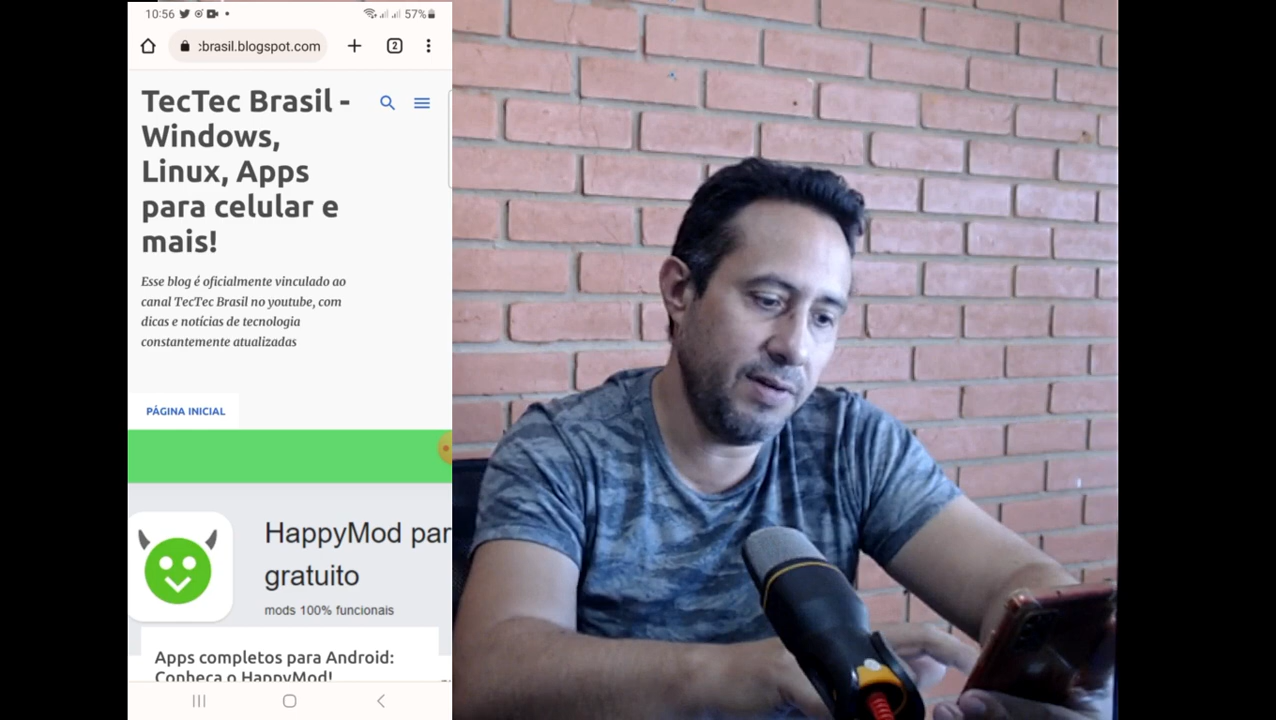 10:56
57%
:brasil.blogspot.com
2
TecTec Brasil -
Windows,
Linux, Apps
para celular e
mais!
Esse blog é oficialmente vinculado ao
canal TecTec Brasil no youtube, com
dicas e notícias de tecnologia
constantemente atualizadas
PÁGINA INICIAL
HappyMod par
gratuito
mods 100% funcionais
Apps completos para Android:
Conheça o HappyMod!